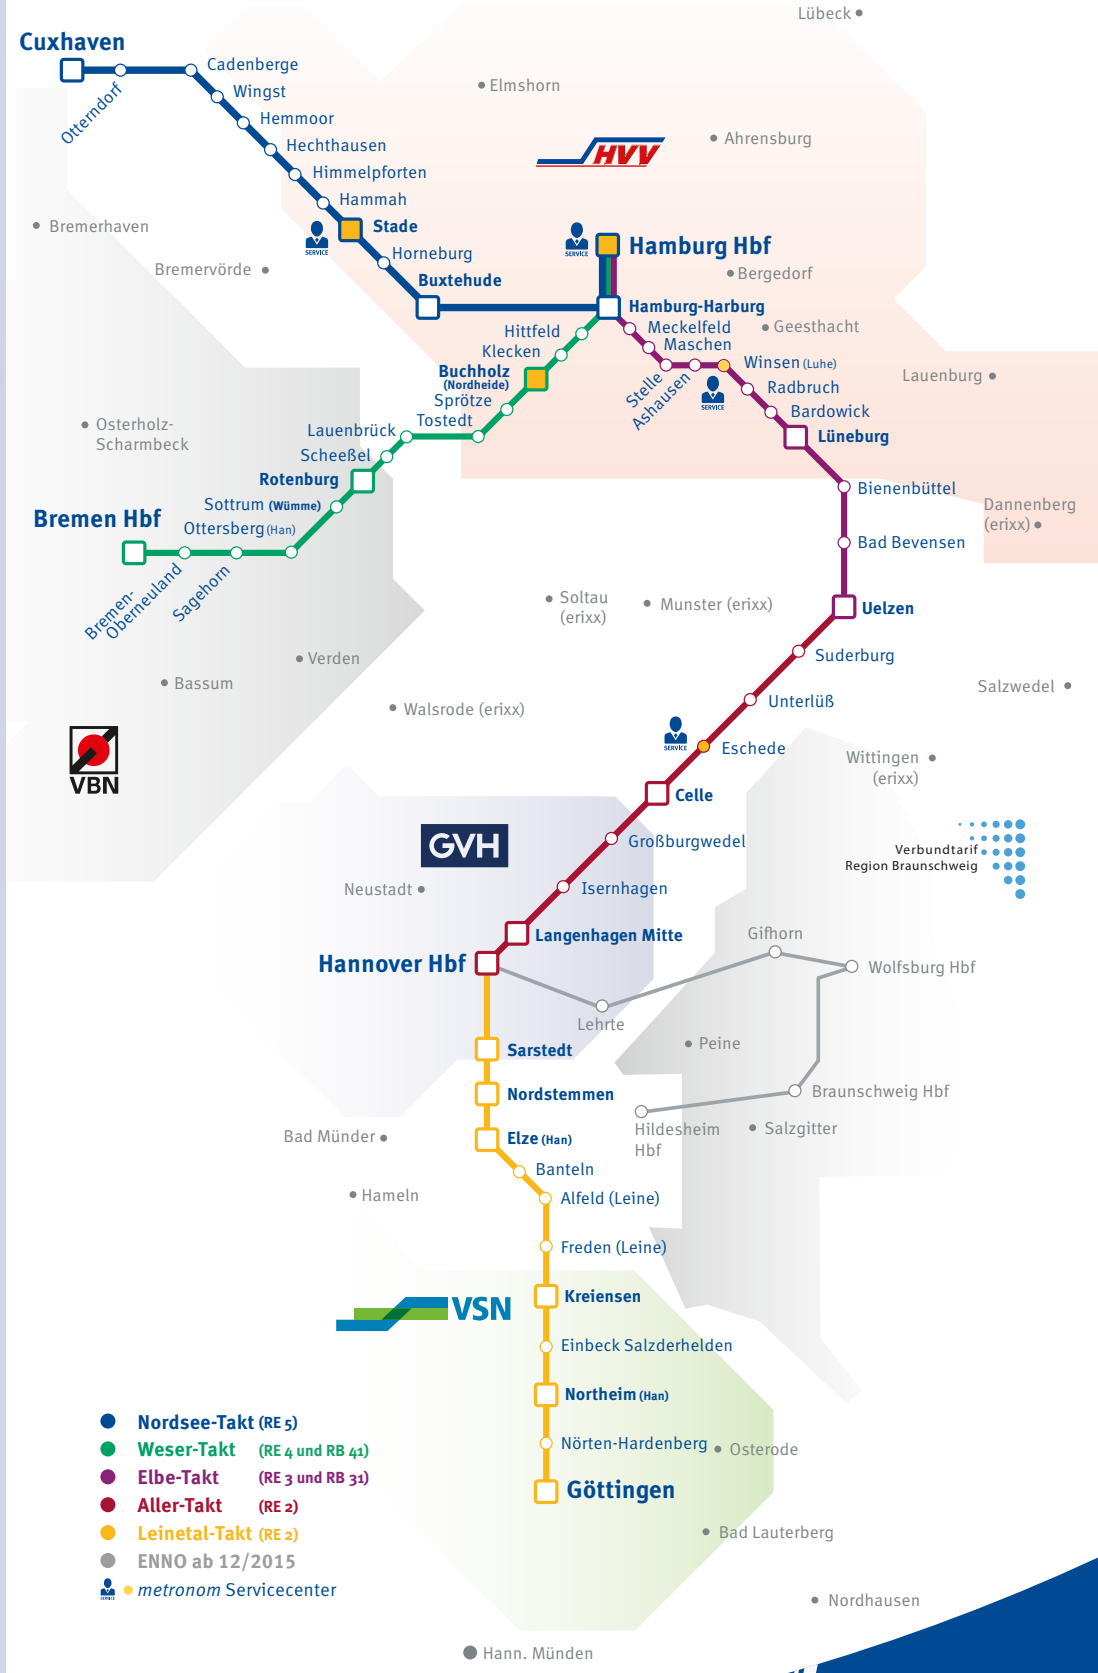 Lübeck
Cuxhaven
Cadenberge
Elmshorn
Wingst
Otterndorf
Hemmoor
Ahrensburg
Hechthausen
HVV
Himmelpforten
Hammah
Bremerhaven
Stade
SERVICE
Horneburg
SERVICE
Hamburg Hbf
Bremervörde
Bergedorf
Buxtehude
Hamburg-Harburg
Hittfeld
Meckelfeld
Geesthacht
Klecken
Maschen
Buchholz
(Nordheide)
Winsen (Luhe)
Stelle
Ashausen
SERVICE
Lauenburg
Radbruch
Sprötze
Bardowick
Tostedt
Osterholz-
Scharmbeck
Lauenbrück
Lüneburg
Scheeßel
Rotenburg
Bienenbüttel
Sottrum (Wümme)
Dannenberg
(erixx)
Bremen Hbf
Ottersberg (Han)
Bad Bevensen
Bremen-
Oberneuland
Sagehorn
Soltau
(erixx)
Munster (erixx)
Uelzen
Verden
Suderburg
Bassum
Salzwedel
Walsrode (erixx)
Unterlüß
VBN
SERVICE
Eschede
Wittingen
(erixx)
Celle
GVH
Großburgwedel
Verbundtarif
Region Braunschweig
Neustadt
Isernhagen
Langenhagen Mitte
Gifhorn
Hannover Hbf
Wolfsburg Hbf
Lehrte
Sarstedt
Peine
Nordstemmen
Braunschweig Hbf
Hildesheim
Hbf
Salzgitter
Bad Münder
Elze (Han)
Banteln
Hameln
Alfeld (Leine)
Freden (Leine)
Kreiensen
VSN
Einbeck Salzderhelden
Northeim (Han)
Nordsee-Takt (RE 5)
Nörten-Hardenberg
Osterode
Weser-Takt (RE 4 und RB 41)
Elbe-Takt (RE 3 und RB 31)
Göttingen
Aller-Takt (RE 2)
Leinetal-Takt (RE 2)
Bad Lauterberg
ENNO ab 12/2015
SERVICE
metronom Servicecenter
Nordhausen
Hann. Münden